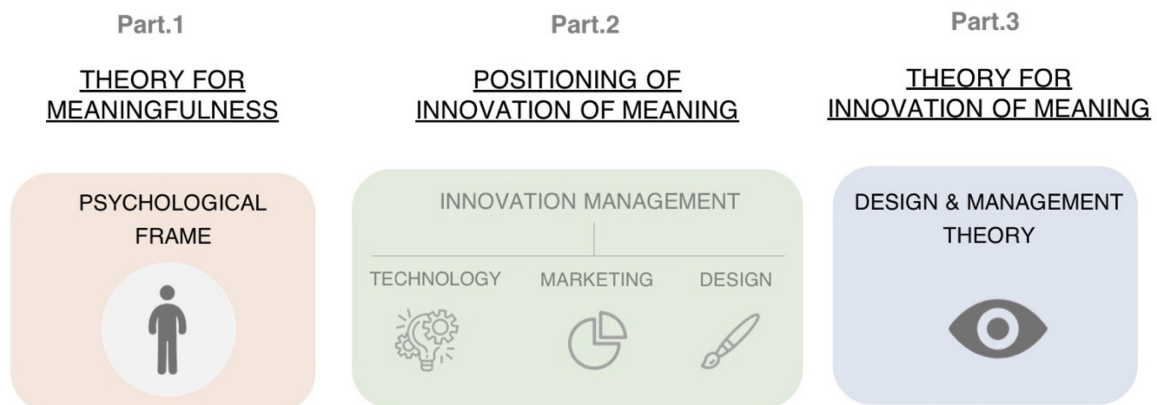 Part.1
THEORY FOR
MEANINGFULNESS
PSYCHOLOGICAL
FRAME
Part.2
POSITIONING OF
INNOVATION OF MEANING
INNOVATION MANAGEMENT
TECHNOLOGY
MARKETING
DESIGN
Part.3
THEORY FOR
INNOVATION OF MEANING
DESIGN & MANAGEMENT
THEORY